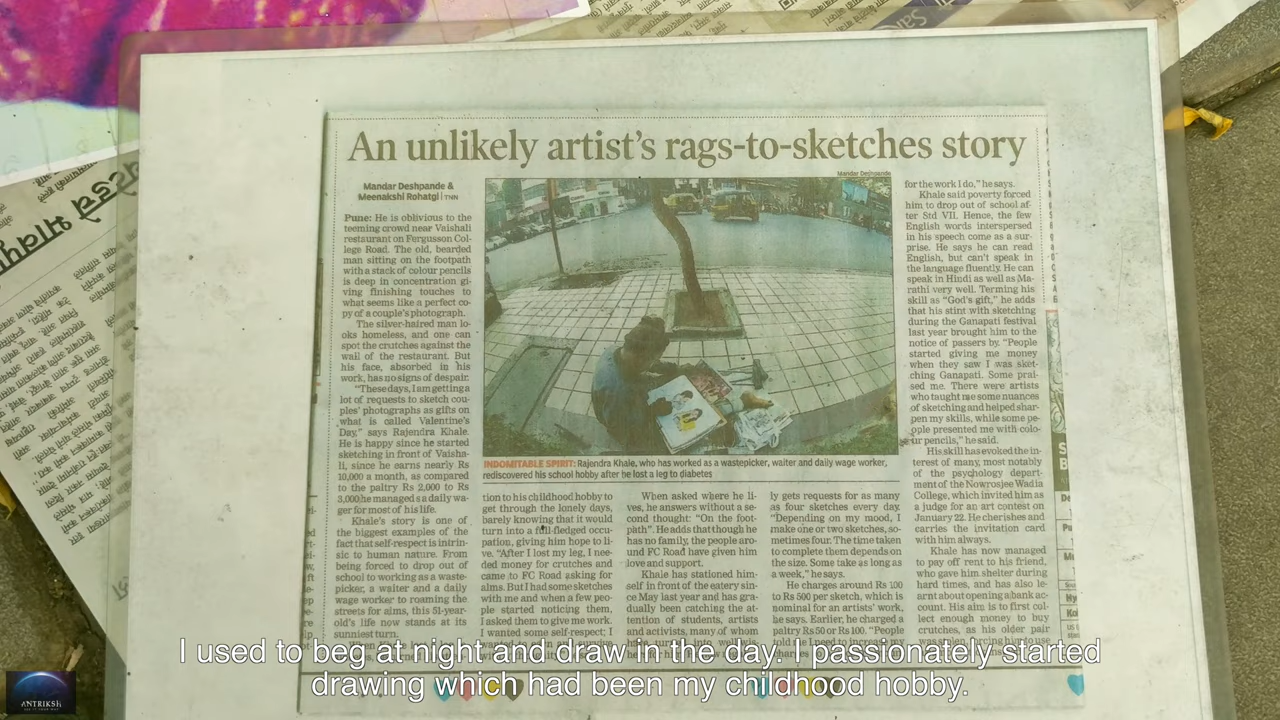 An unlikely artist's rags-to-sketches story
Mandar Deshpande &
Meenakshi Rohatgi | TNN
Pune: He is oblivious to the
teeming crowd near Vaishali
restaurant on Fergusson Col-
lege Road. The old, bearded
man sitting on the footpath
with a stack of colour pencils
is deep in concentration gi-
ving finishing touches to
what seems like a perfect co-
py of a couple's photograph.
The silver-haired man lo-
oks homeless, and one can
spot the crutches against the
wall of the restaurant. But
his face, absorbed in his
work, has no signs of despair.
"These days, I am getting a
lot of requests to sketch cou-
ples' photographs as gifts on
what is called Valentine's
Day," says Rajendra Khale.
He is happy since he started
sketching in front of Vaisha-
li, since he earns nearly Rs
10,000 a month, as compared
to the paltry Rs 2,000 to Rs
3,000 he managed as daily wa-
ger for most of his life.
Khale's story is one of
the biggest examples of the
fact that self-respect is intrin-
sic to human nature. From
being forced to drop out of
school to working as a waste-
picker, a waiter and a daily
wage worker to roaming the
streets for alms, this 51-year-
old's life now stands at its
sunniest turn.
Mandar Deshpande
INDOMITABLE SPIRIT: Rajendra Khale, who has worked as a wastepicker, waiter and daily wage worker,
rediscovered his school hobby after he lost a leg to diabetes
tion to his childhood hobby to
get through the lonely days,
barely knowing that it would
turn into a full-fledged occu-
pation, giving him hope to li-
ve. "After I lost my leg, I nee-
ded money for crutches and
came to FC Road asking for
alms. But I had some sketches
with me and when a few peo-
ple started noticing them,
I asked them to give me work.
I wanted some self-respect; I
When asked where he li-
ves, he answers without a se-
cond thought: "On the foot-
path". He adds that though he
has no family, the people aro-
und FC Road have given him
love and support.
Khale has stationed him-
self in front of the eatery sin-
ce May last year and has gra-
dually been catching the at-
tention of students, artists
and activists, many of whom
ly gets requests for as many
as four sketches every day.
"Depending on my mood, I
make one or two sketches, so-
metimes four. The time taken
to complete them depends on
the size. Some take as long as
a week," he says.
He charges around Rs 100
to Rs 500 per sketch, which is
nominal for an artists' work,
he says. Earlier, he charged a
paltry Rs 50 or Rs 100. "People
for the work I do," he says.
Khale said poverty forced
him to drop out of school af-
ter Std VII. Hence, the few
English words interspersed
in his speech come as a sur-
prise. He says he can read
English, but can't speak in
the language fluently. He can
speak in Hindi as well as Ma-
rathi very well. Terming his
skill as "God's gift," he adds
that his stint with sketching
during the Ganapati festival
last year brought him to the
notice of passers by. "People
started giving me money
when they saw I was sket-
ching Ganapati. Some prai-
sed me. There were artists
who taught me some nuances
of sketching and helped shar-
pen my skills, while some pe-
ople presented me with colo-
ur pencils," he said.
His skill has evoked the in-
terest of many, most notably
of the psychology depart-
ment of the Nowrosjee Wadia
College, which invited him as
a judge for an art contest on
January 22. He cherishes and
carries the invitation card
with him always.
Khale has now managed
to pay off rent to his friend,
who gave him shelter during
hard times, and has also le-
arnt about opening a bank ac-
count. His aim is to first col-
lect enough money to buy
crutches, as his older pair
I used to beg at night and draw in the day. I passionately started
drawing which had been my childhood hobby.
ANTRIKSH